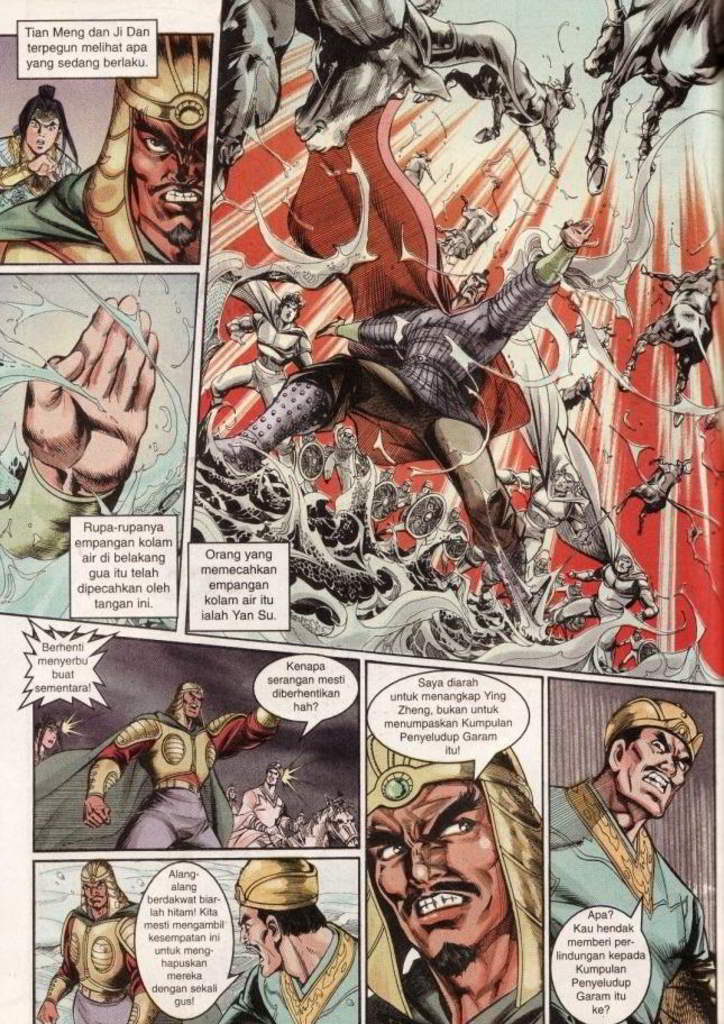 Tian Meng dan Ji Dan
terpegun melihat apa
yang sedang berlaku.
Rupa-rupanya
empangan kolam
air di belakang
gua itu telah
dipecahkan oleh
tangan ini.
Orang yang
memecahkan
empangan
kolam air itu
ialah Yan Su.
Berhenti
menyerbu
buat
sementara!
Kenapa
serangan mesti
diberhentikan
hah?
Saya diarah
untuk menangkap Ying
Zheng, bukan untuk
menumpaskan Kumpulan
Penyeludup Garam
itu!
Apa?
Kau hendak
memberi per-
lindungan kepada
Kumpulan
Penyeludup
Garam itu
ke?
Alang-
alang
berdakwat biar-
lah hitam! Kita
mesti mengambil
kesempatan ini
untuk meng-
hapuskan
mereka
dengan sekali
gus!